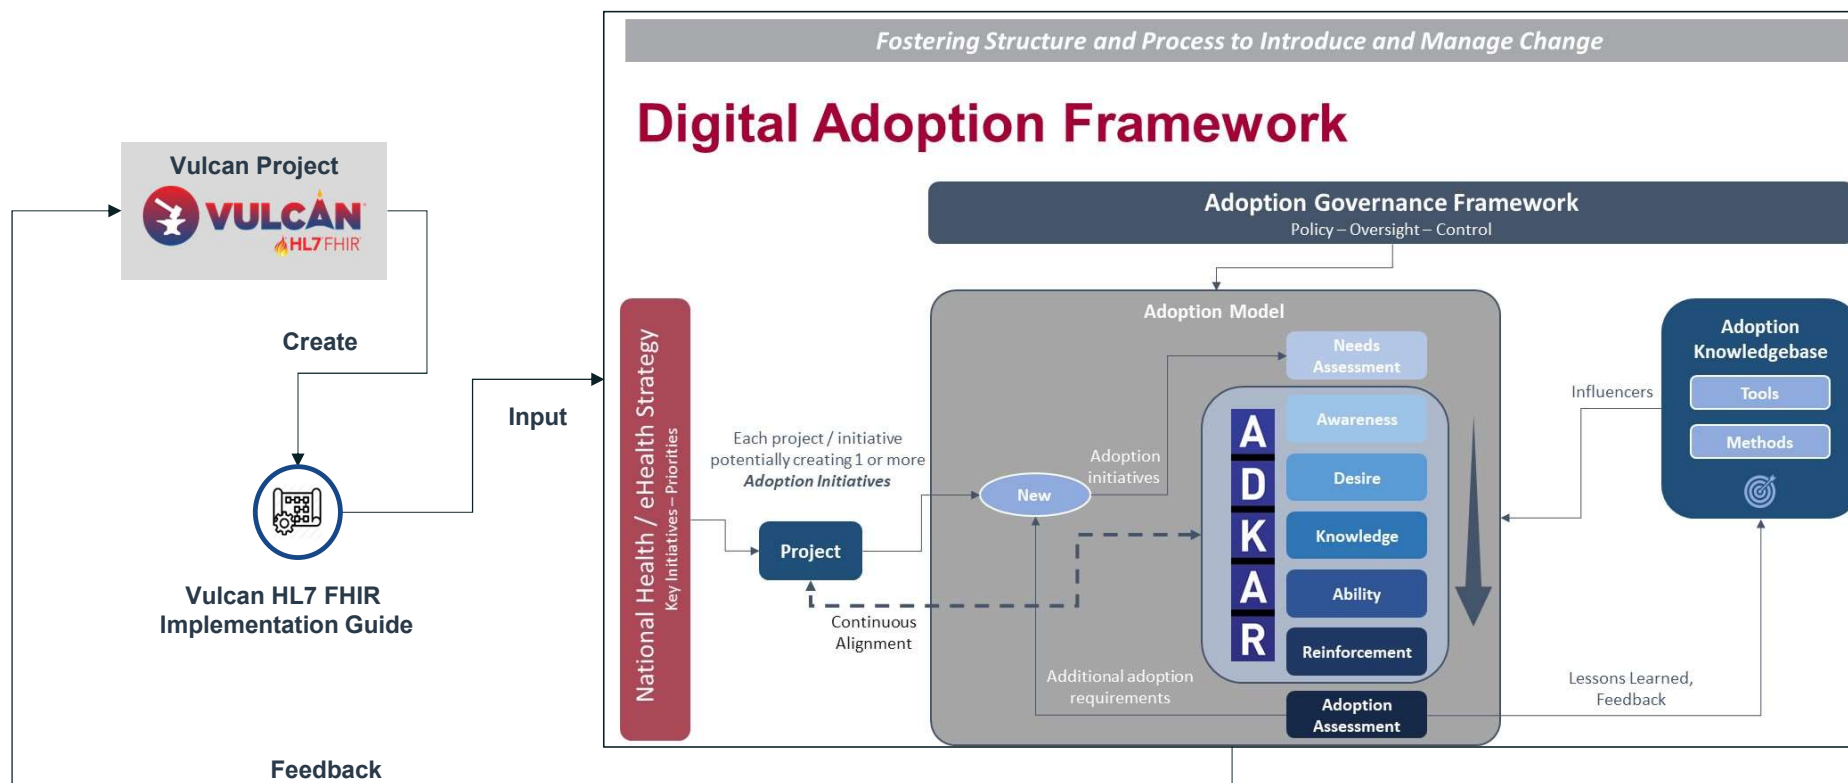 Fostering Structure and Process to Introduce and Manage Change
Digital Adoption Framework
Vulcan Project
VULCAN
HL7 FHIR
Create
Input
Vulcan HL7 FHIR
Implementation Guide
Feedback
Adoption Governance Framework
Policy – Oversight – Control
National Health / eHealth Strategy
Key Initiatives – Priorities
Each project / initiative
potentially creating 1 or more
Adoption Initiatives
Project
Continuous
Alignment
Adoption Model
New
Adoption
initiatives
Needs
Assessment
A
D
K
A
R
Awareness
Desire
Knowledge
Ability
Reinforcement
Additional adoption
requirements
Adoption
Assessment
Influencers
Adoption
Knowledgebase
Tools
Methods
Lessons Learned,
Feedback